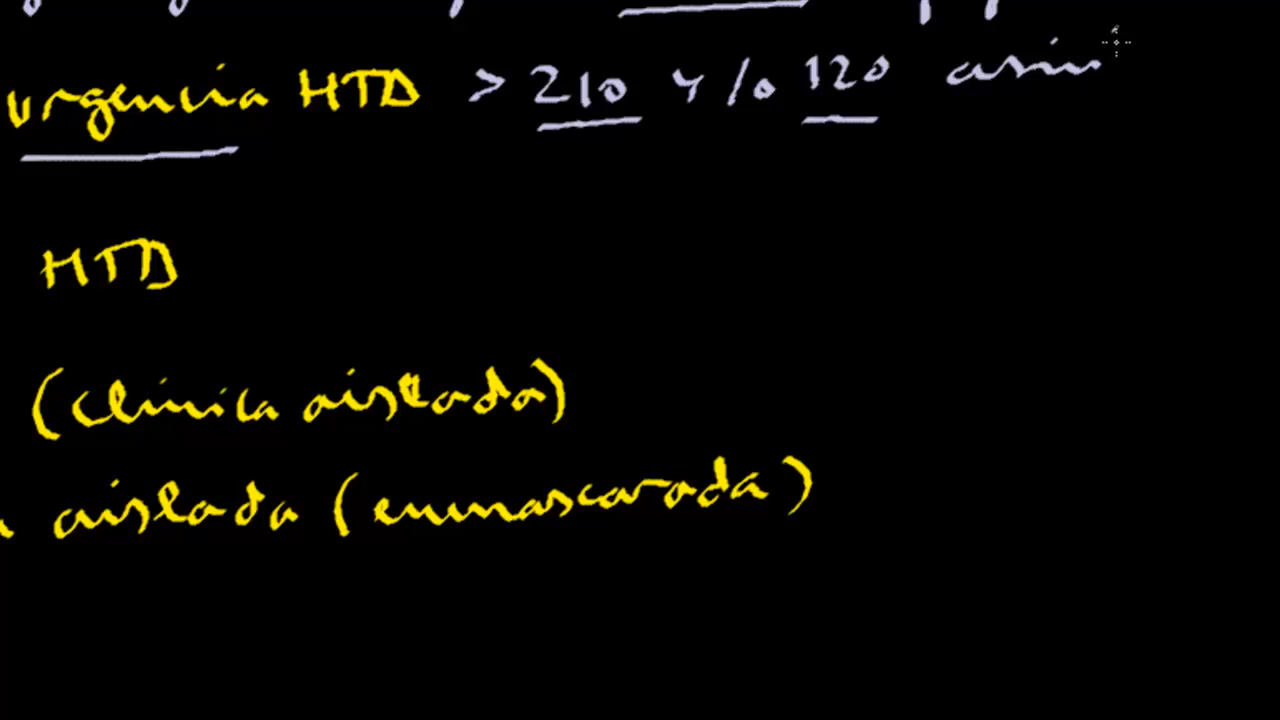 urgencia HTD > 210 y/o 120 asin
HTD
(clinica aislada)
aislada (enmascarada)